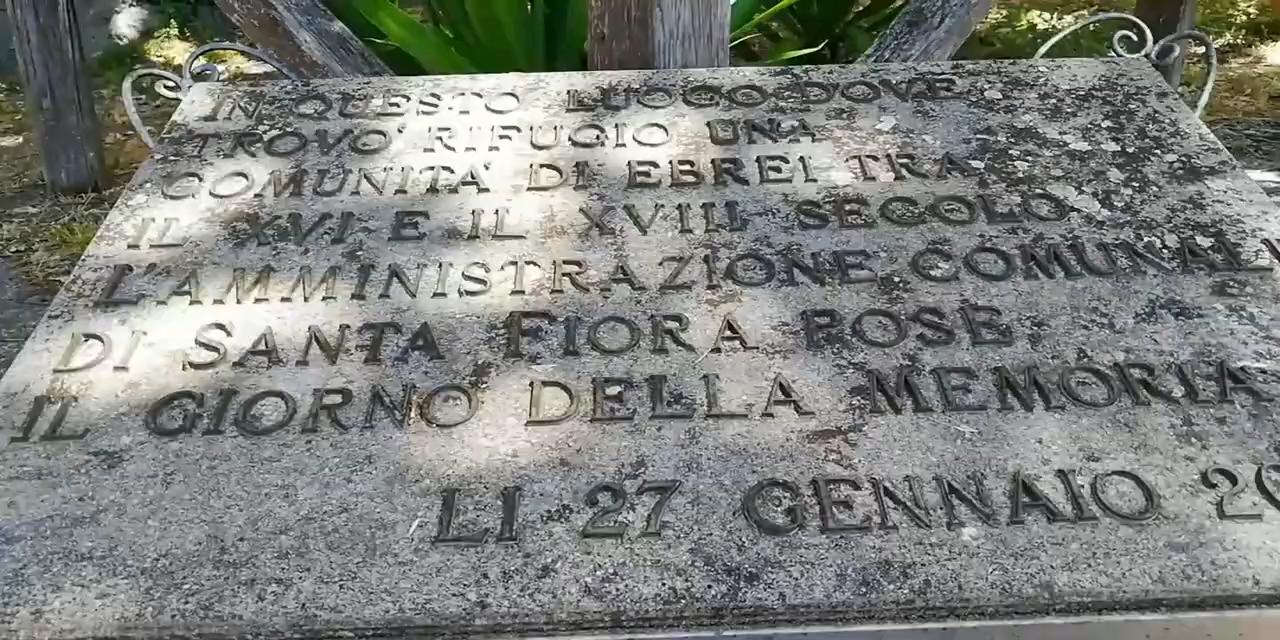 IN QUESTO LUOGO DOVE
TROVO' RIFUGIO UNA
COMUNITA' DI EBREI TRA
IL XVI E IL XVIII SECOLO
L'AMMINISTRAZIONE COMUNALE
DI SANTA FIORA POSE
IL GIORNO DELLA MEMORIA
LI 27 GENNAIO